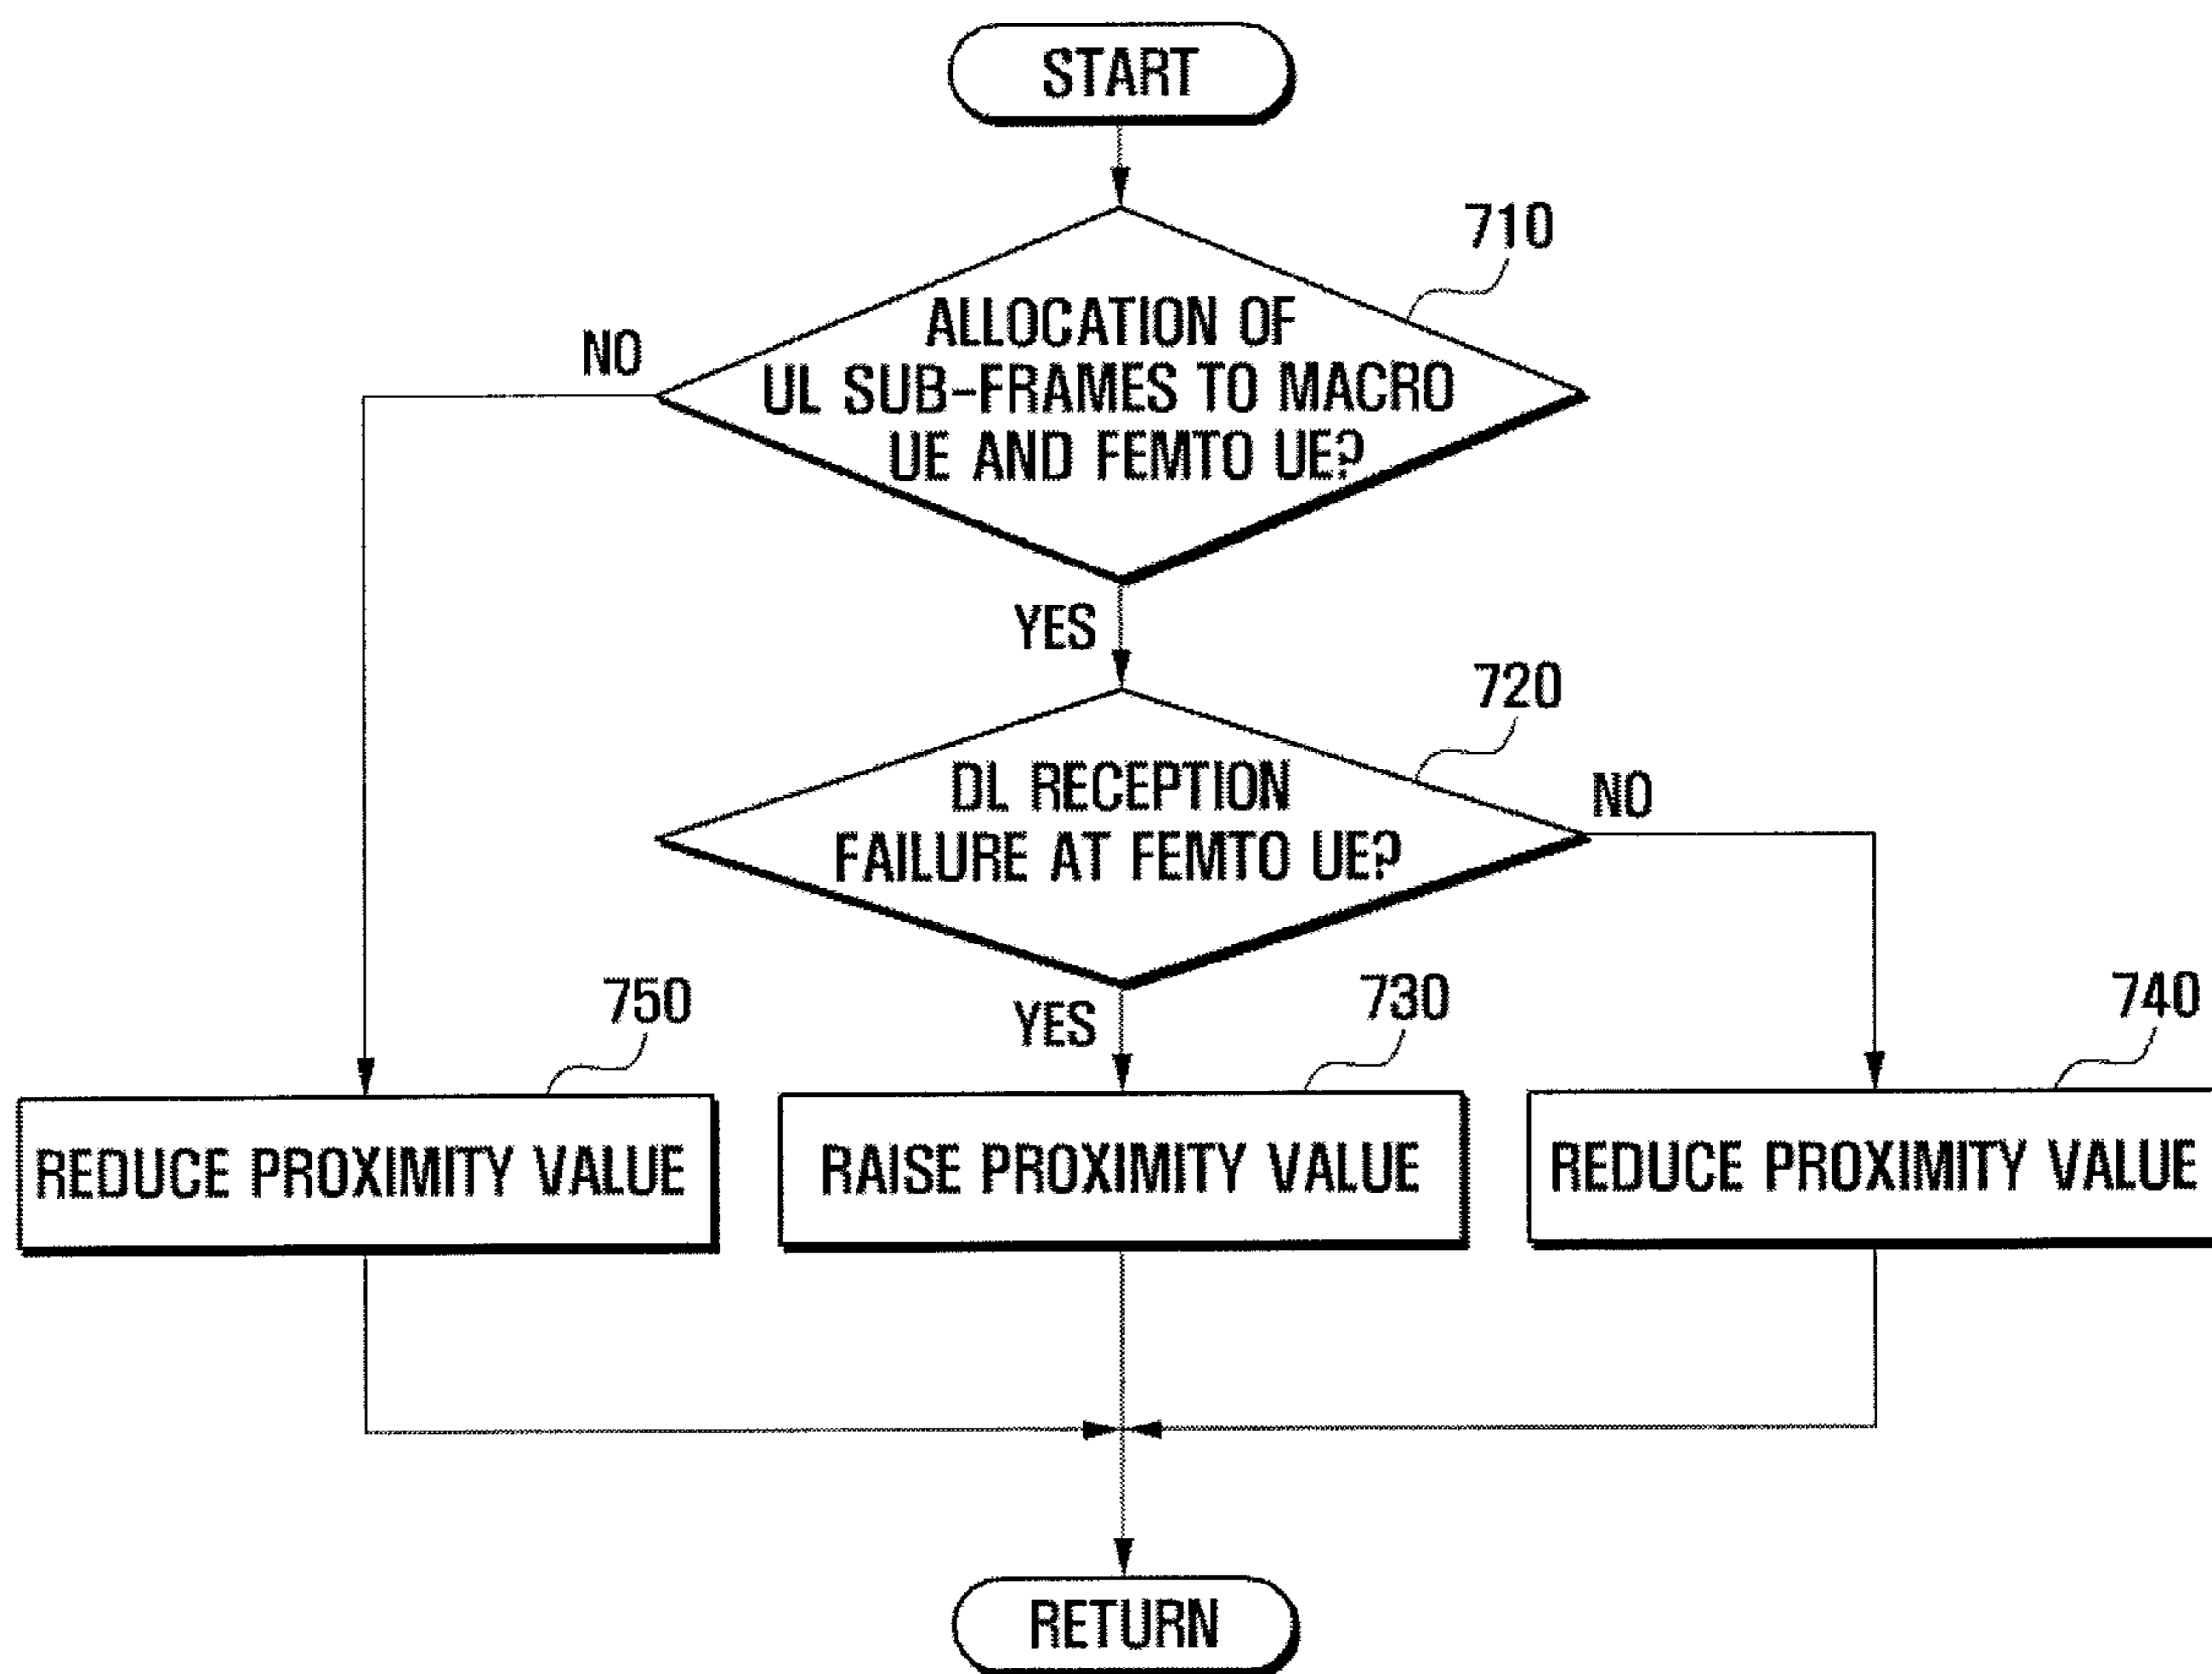 START
710
ALLOCATION OF
UL SUB-FRAMES TO MACRO
UE AND FEMTO UE?
NO
YES
720
DL RECEPTION
FAILURE AT FEMTO UE?
NO
YES
750
REDUCE PROXIMITY VALUE
730
RAISE PROXIMITY VALUE
740
REDUCE PROXIMITY VALUE
RETURN